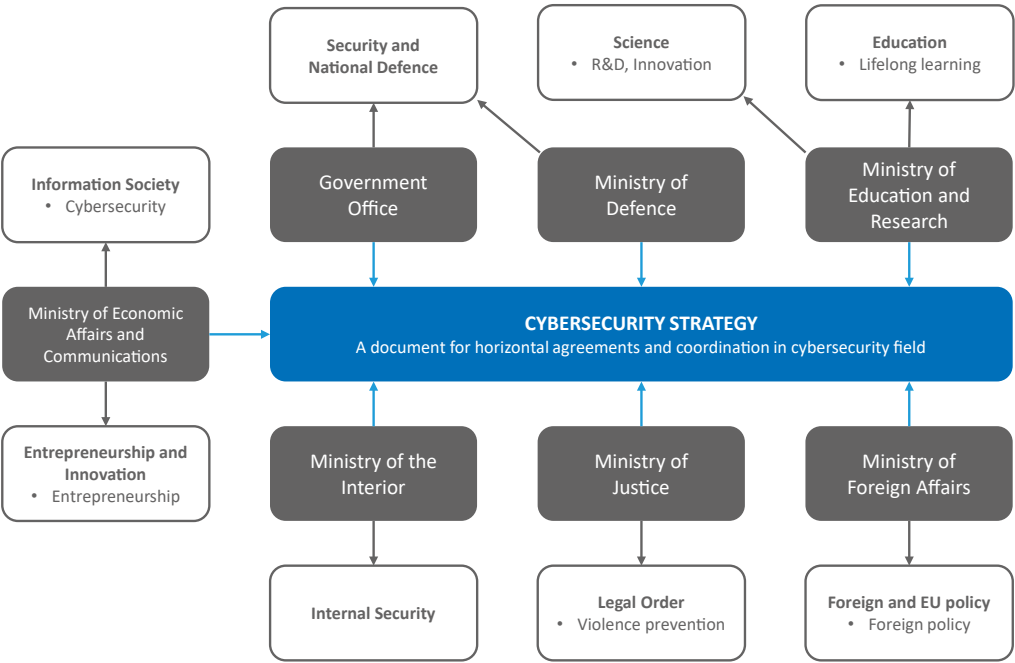 Security and
National Defence
Science
• R&D, Innovation
Education
• Lifelong learning
Information Society
• Cybersecurity
Government
Office
Ministry of
Defence
Ministry of
Education and
Research
Ministry of Economic
Affairs and
Communications
CYBERSECURITY STRATEGY
A document for horizontal agreements and coordination in cybersecurity field
Entrepreneurship and
Innovation
• Entrepreneurship
Ministry of the
Interior
Ministry of
Justice
Ministry of
Foreign Affairs
Internal Security
Legal Order
• Violence prevention
Foreign and EU policy
• Foreign policy